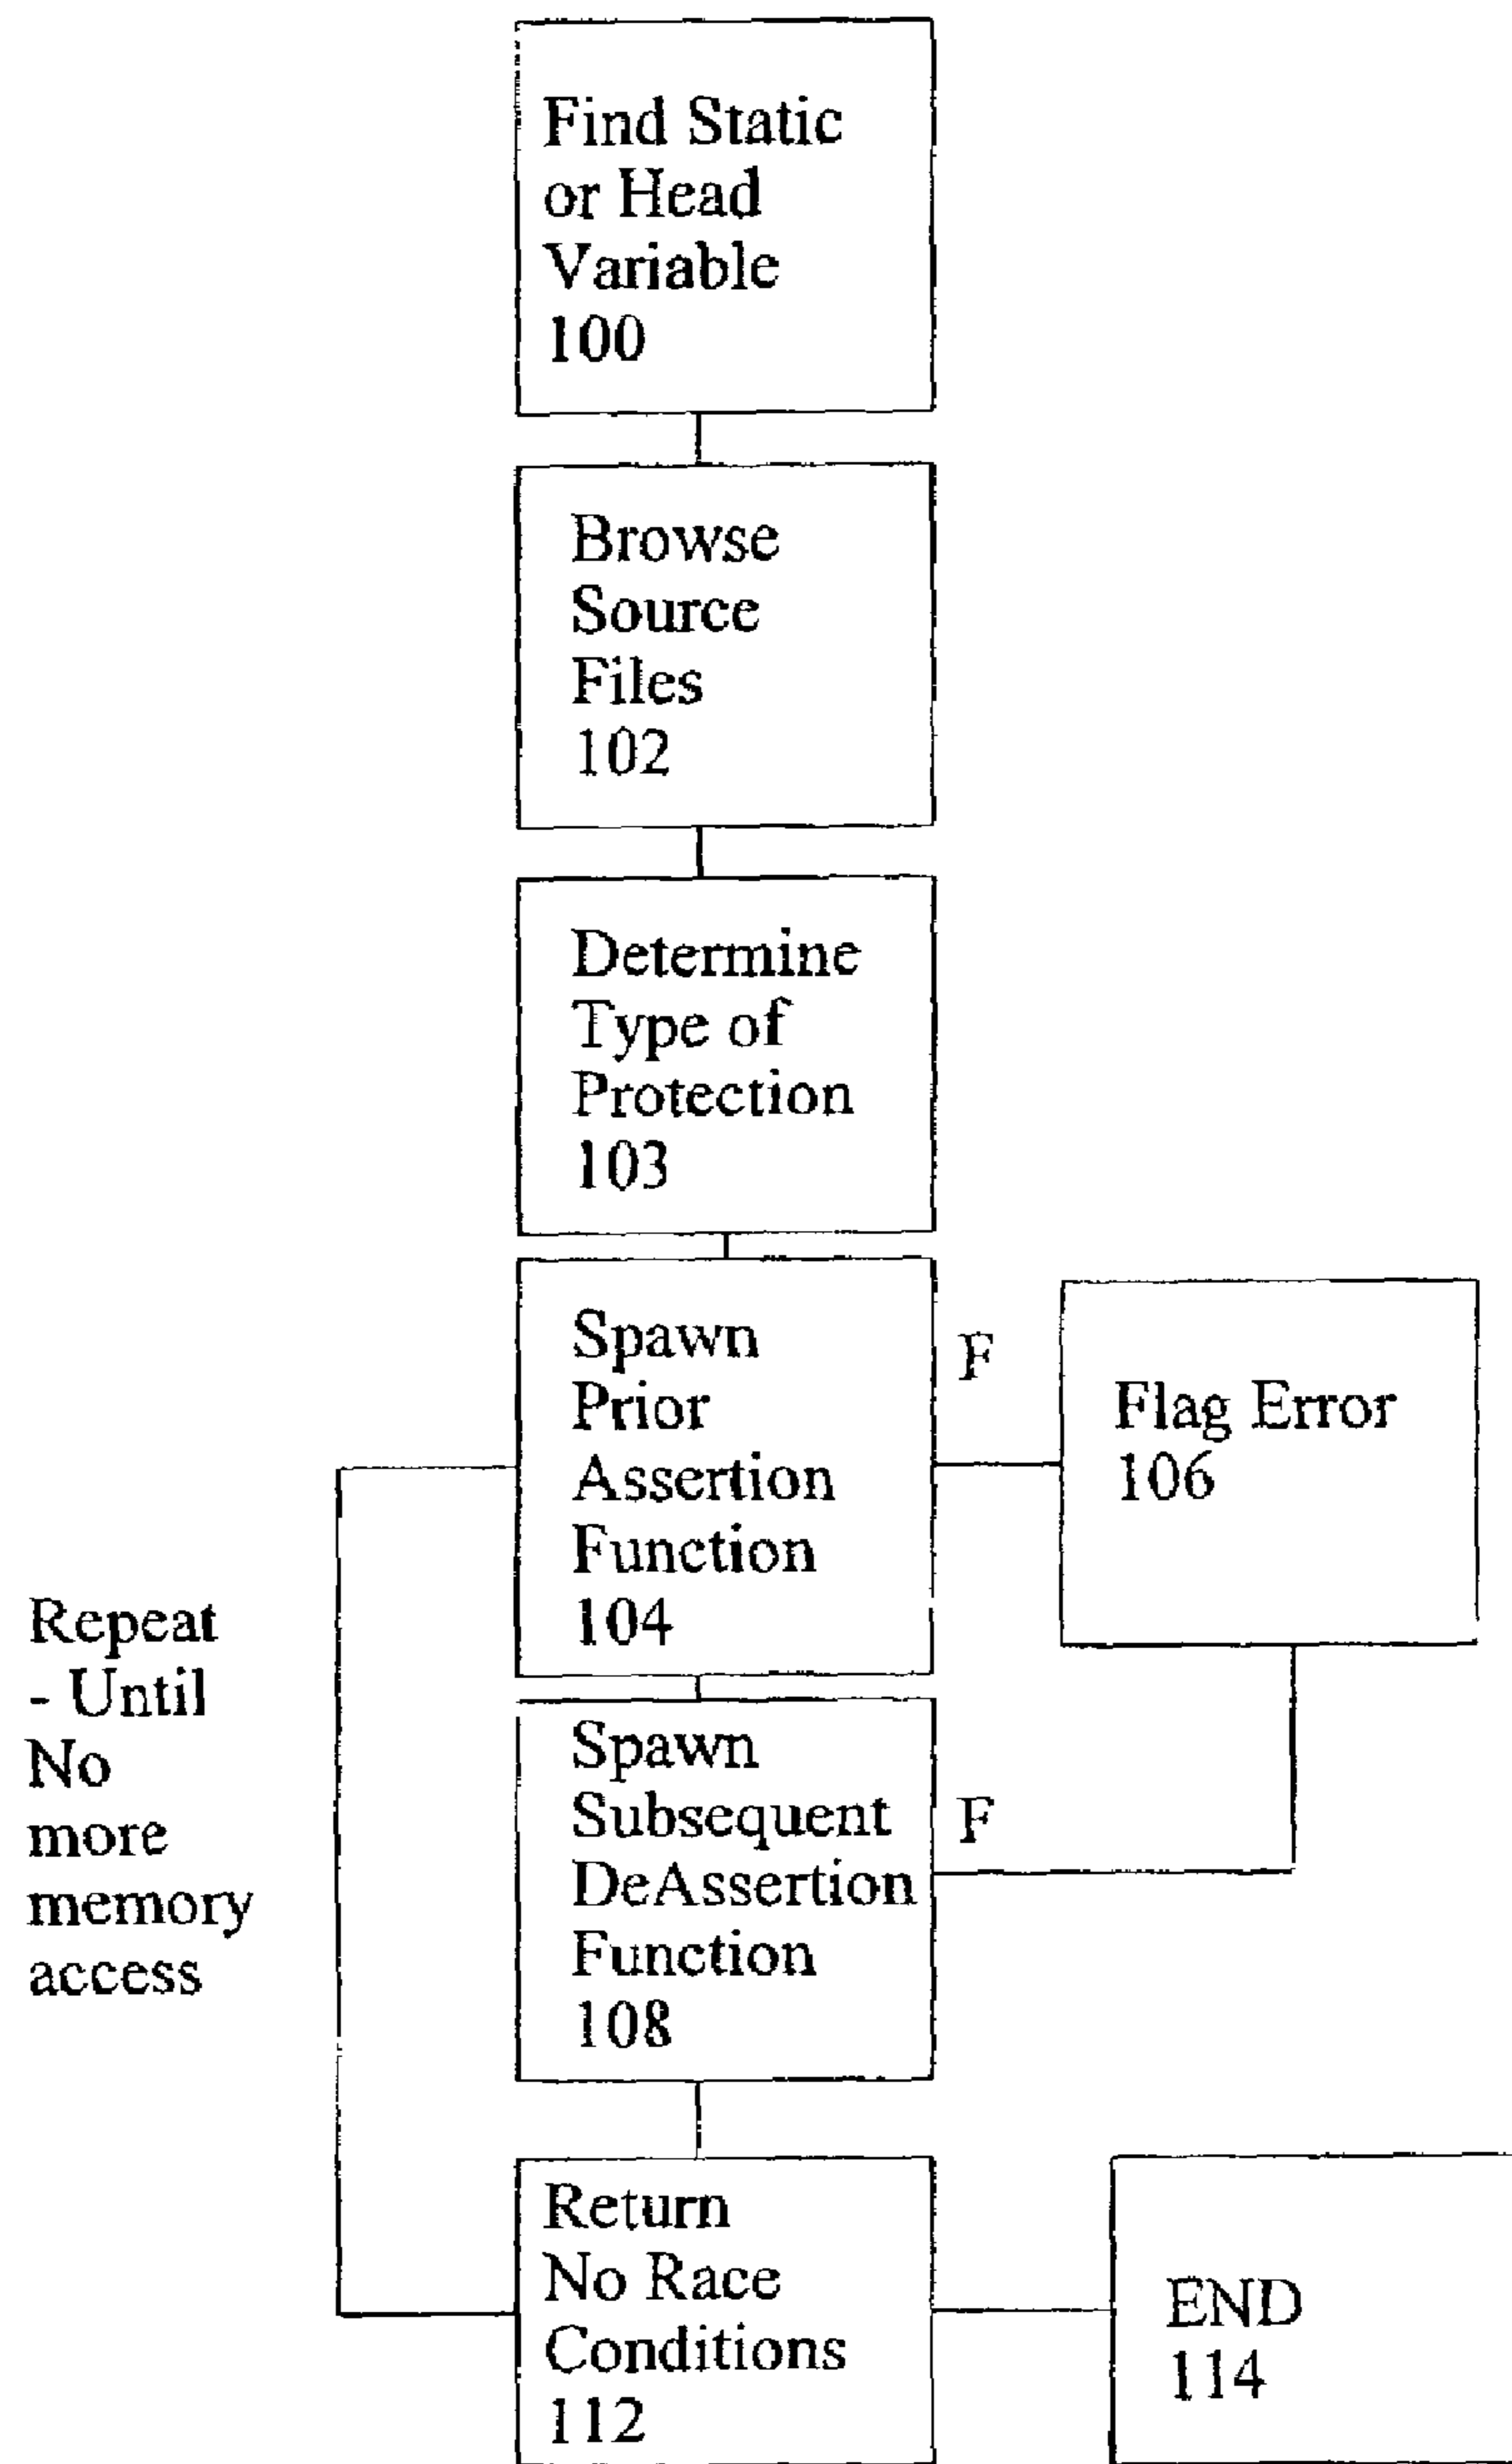 Find Static
or Head
Variable
100
Browse
Source
Files
102
Determine
Type of
Protection
103
Spawn
Prior
Assertion
Function
104
F
Flag Error
106
Repeat
- Until
No
more
memory
access
Spawn
Subsequent
DeAssertion
Function
108
F
Return
No Race
Conditions
112
END
114